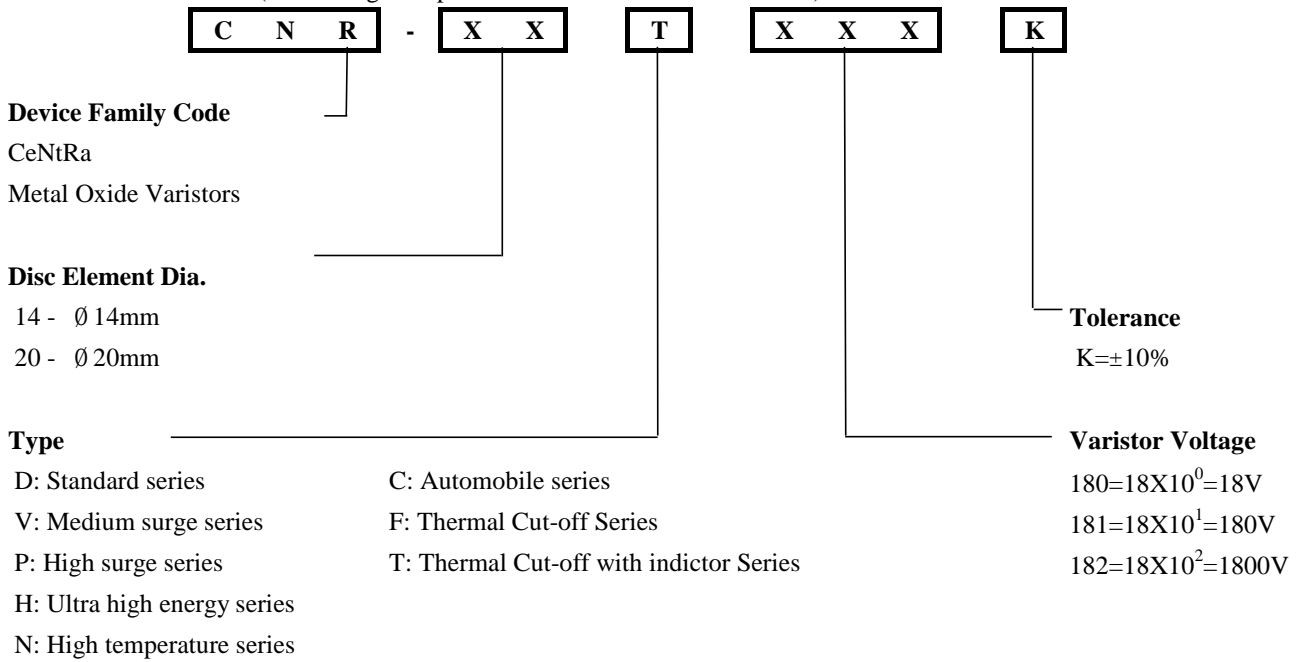 C N R - X X T X X X K
Device Family Code
CeNtRa
Metal Oxide Varistors
Disc Element Dia.
14 - Ø 14mm
20 - Ø 20mm
Tolerance
K=±10%
Type
D: Standard series
V: Medium surge series
P: High surge series
H: Ultra high energy series
N: High temperature series
C: Automobile series
F: Thermal Cut-off Series
T: Thermal Cut-off with indictor Series
Varistor Voltage
180=18X10⁰=18V
181=18X10¹=180V
182=18X10²=1800V